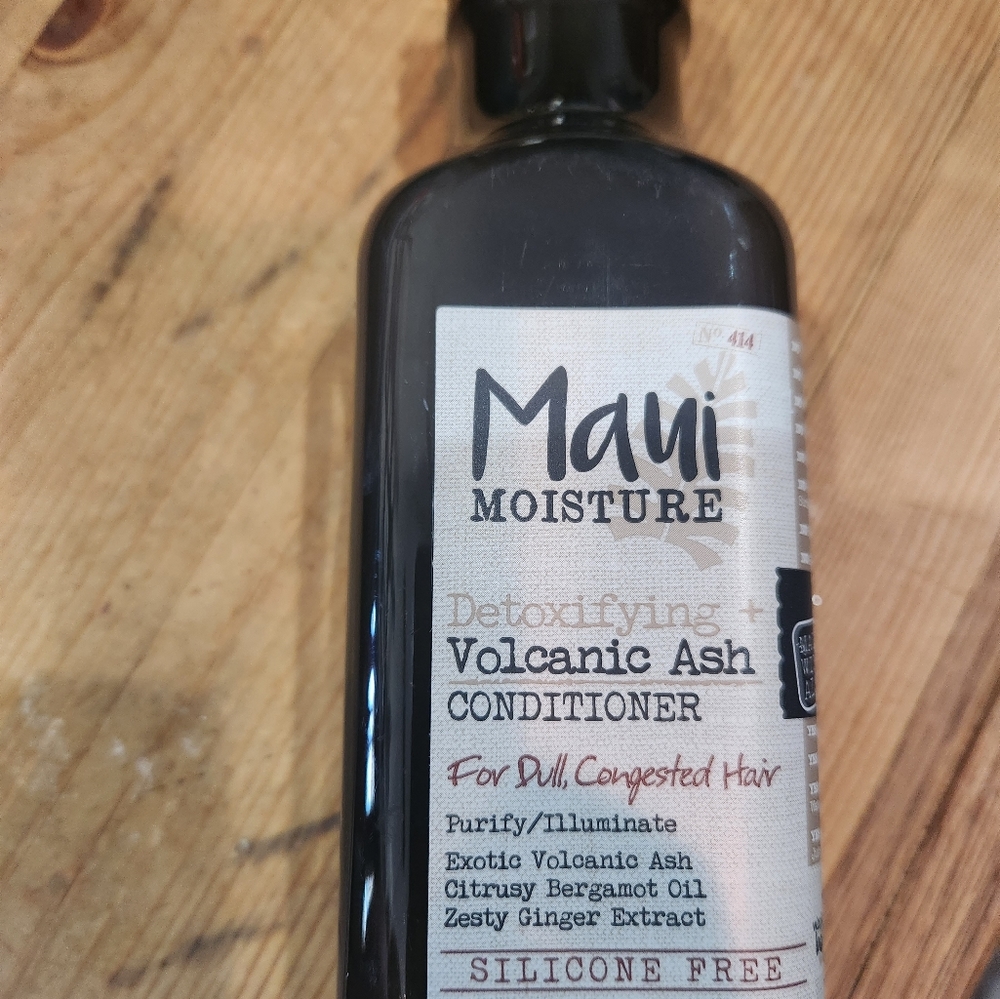 Nº 414
Maui
MOISTURE
Detoxifying +
Volcanic Ash
CONDITIONER
For Dull, Congested Hair
Purify/Illuminate
Exotic Volcanic Ash
Citrusy Bergamot Oil
Zesty Ginger Extract
SILICONE FREE